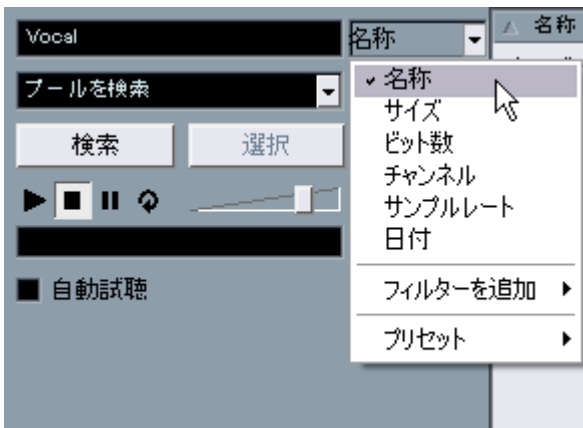 Vocal
名称
名称
プールを検索
検索
選択
自動試聴
名称
サイズ
ビット数
チャンネル
サンプルレート
日付
フィルターを追加
プリセット